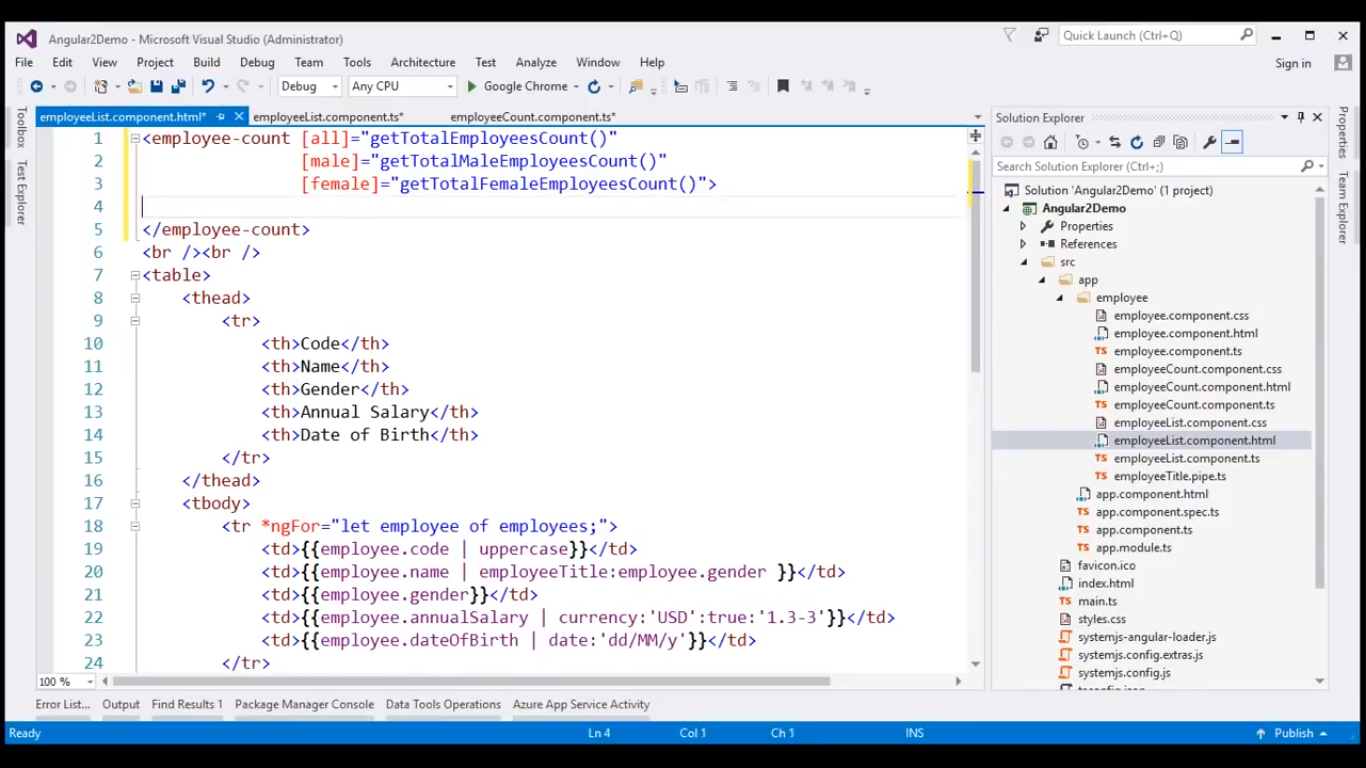 Angular2Demo - Microsoft Visual Studio (Administrator)
Quick Launch (Ctrl+Q)
File Edit View Project Build Debug Team Tools Architecture Test Analyze Window Help
Sign in
Debug Any CPU Google Chrome
Toolbox
Test Explorer
employeeList.component.html* employeeList.component.ts* employeeCount.component.ts*
1 <employee-count [all]="getTotalEmployeesCount()"
2 [male]="getTotalMaleEmployeesCount()"
3 [female]="getTotalFemaleEmployeesCount()">
4
5 </employee-count>
6 <br /><br />
7 <table>
8 <thead>
9 <tr>
10 <th>Code</th>
11 <th>Name</th>
12 <th>Gender</th>
13 <th>Annual Salary</th>
14 <th>Date of Birth</th>
15 </tr>
16 </thead>
17 <tbody>
18 <tr *ngFor="let employee of employees;">
19 <td>{{employee.code | uppercase}}</td>
20 <td>{{employee.name | employeeTitle:employee.gender }}</td>
21 <td>{{employee.gender}}</td>
22 <td>{{employee.annualSalary | currency:'USD':true:'1.3-3'}}</td>
23 <td>{{employee.dateOfBirth | date:'dd/MM/y'}}</td>
24 </tr>
100 %
Solution Explorer
Search Solution Explorer (Ctrl+;)
Solution 'Angular2Demo' (1 project)
Angular2Demo
Properties
References
src
app
employee
employee.component.css
employee.component.html
employee.component.ts
employeeCount.component.css
employeeCount.component.html
employeeCount.component.ts
employeeList.component.css
employeeList.component.html
employeeList.component.ts
employeeTitle.pipe.ts
app.component.html
app.component.spec.ts
app.component.ts
app.module.ts
favicon.ico
index.html
main.ts
styles.css
systemjs-angular-loader.js
systemjs.config.extras.js
systemjs.config.js
Properties
Team Explorer
Error List... Output Find Results 1 Package Manager Console Data Tools Operations Azure App Service Activity
Ready Ln 4 Col 1 Ch 1 INS Publish